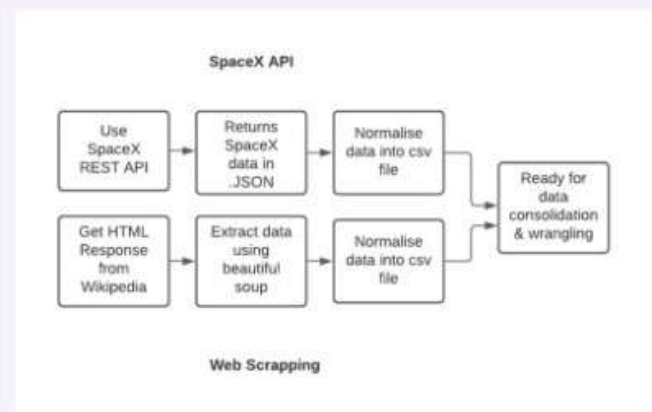 SpaceX API
Use
SpaceX
REST API
Returns
SpaceX
data in
.JSON
Normalise
data into csv
file
Ready for
data
consolidation
& wrangling
Get HTML
Response
from
Wikipedia
Extract data
using
beautiful
soup
Normalise
data into csv
file
Web Scrapping